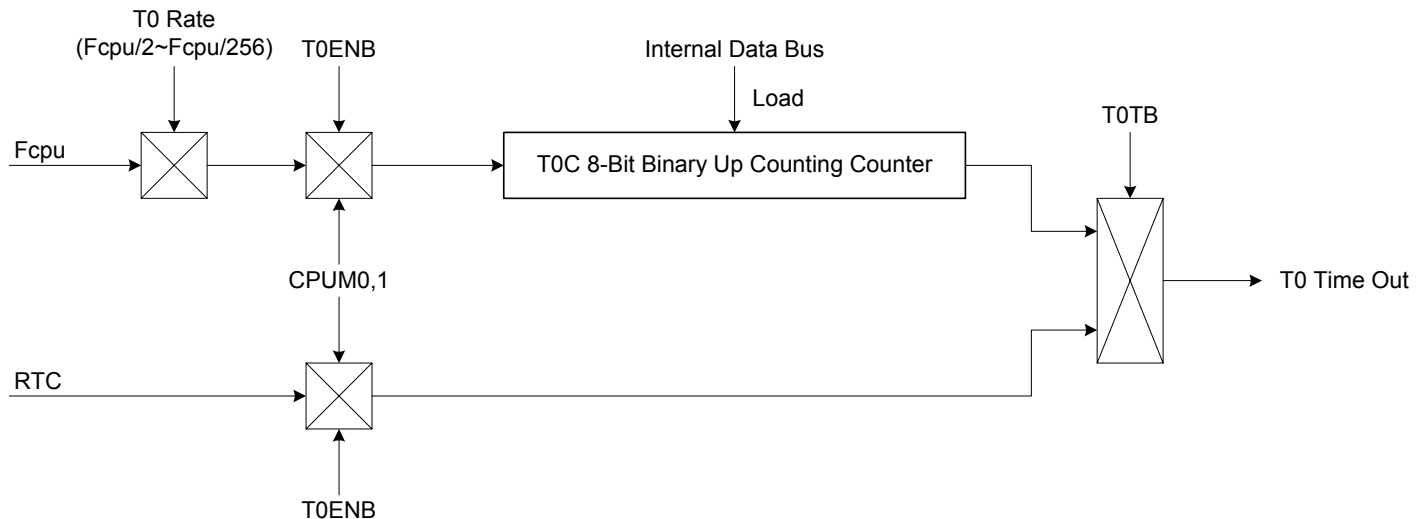 T0 Rate
(Fcpu/2~Fcpu/256)
T0ENB
Internal Data Bus
Load
T0TB
Fcpu
T0C 8-Bit Binary Up Counting Counter
CPUM0,1
T0 Time Out
RTC
T0ENB